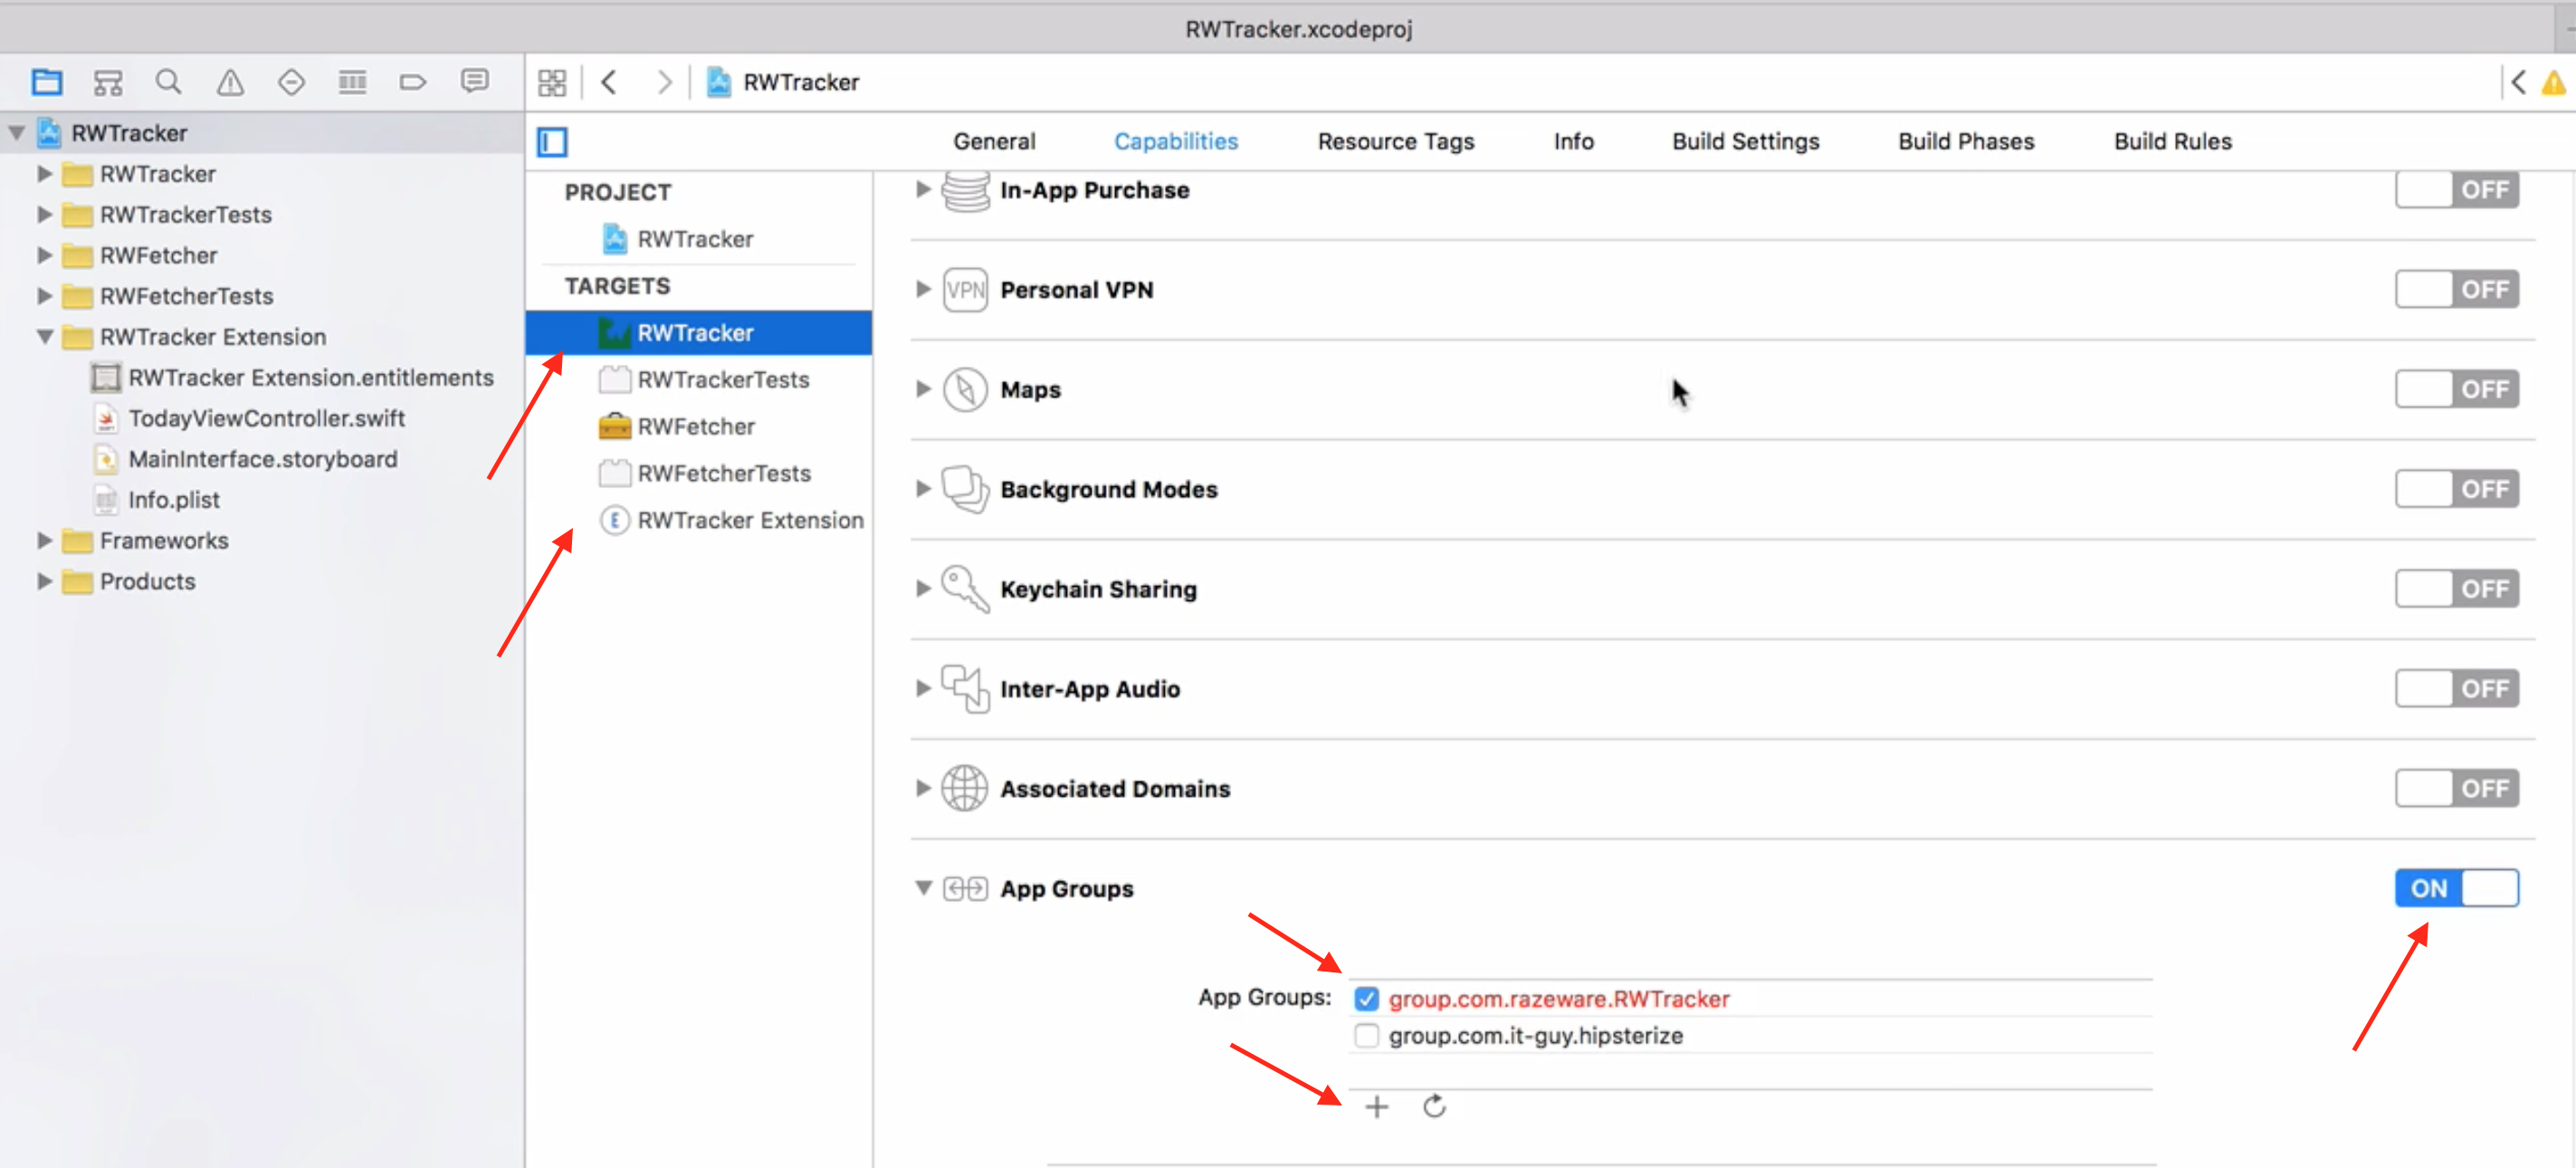 RWTracker.xcodeproj
RWTracker
RWTracker
RWTracker
RWTrackerTests
RWFetcher
RWFetcherTests
RWTracker Extension
RWTracker Extension.entitlements
TodayViewController.swift
MainInterface.storyboard
Info.plist
Frameworks
Products
General Capabilities Resource Tags Info Build Settings Build Phases Build Rules
PROJECT
RWTracker
TARGETS
RWTracker
RWTrackerTests
RWFetcher
RWFetcherTests
E RWTracker Extension
In-App Purchase OFF
VPN Personal VPN OFF
Maps OFF
Background Modes OFF
Keychain Sharing OFF
Inter-App Audio OFF
Associated Domains OFF
App Groups ON
App Groups: group.com.razeware.RWTracker
group.com.it-guy.hipsterize